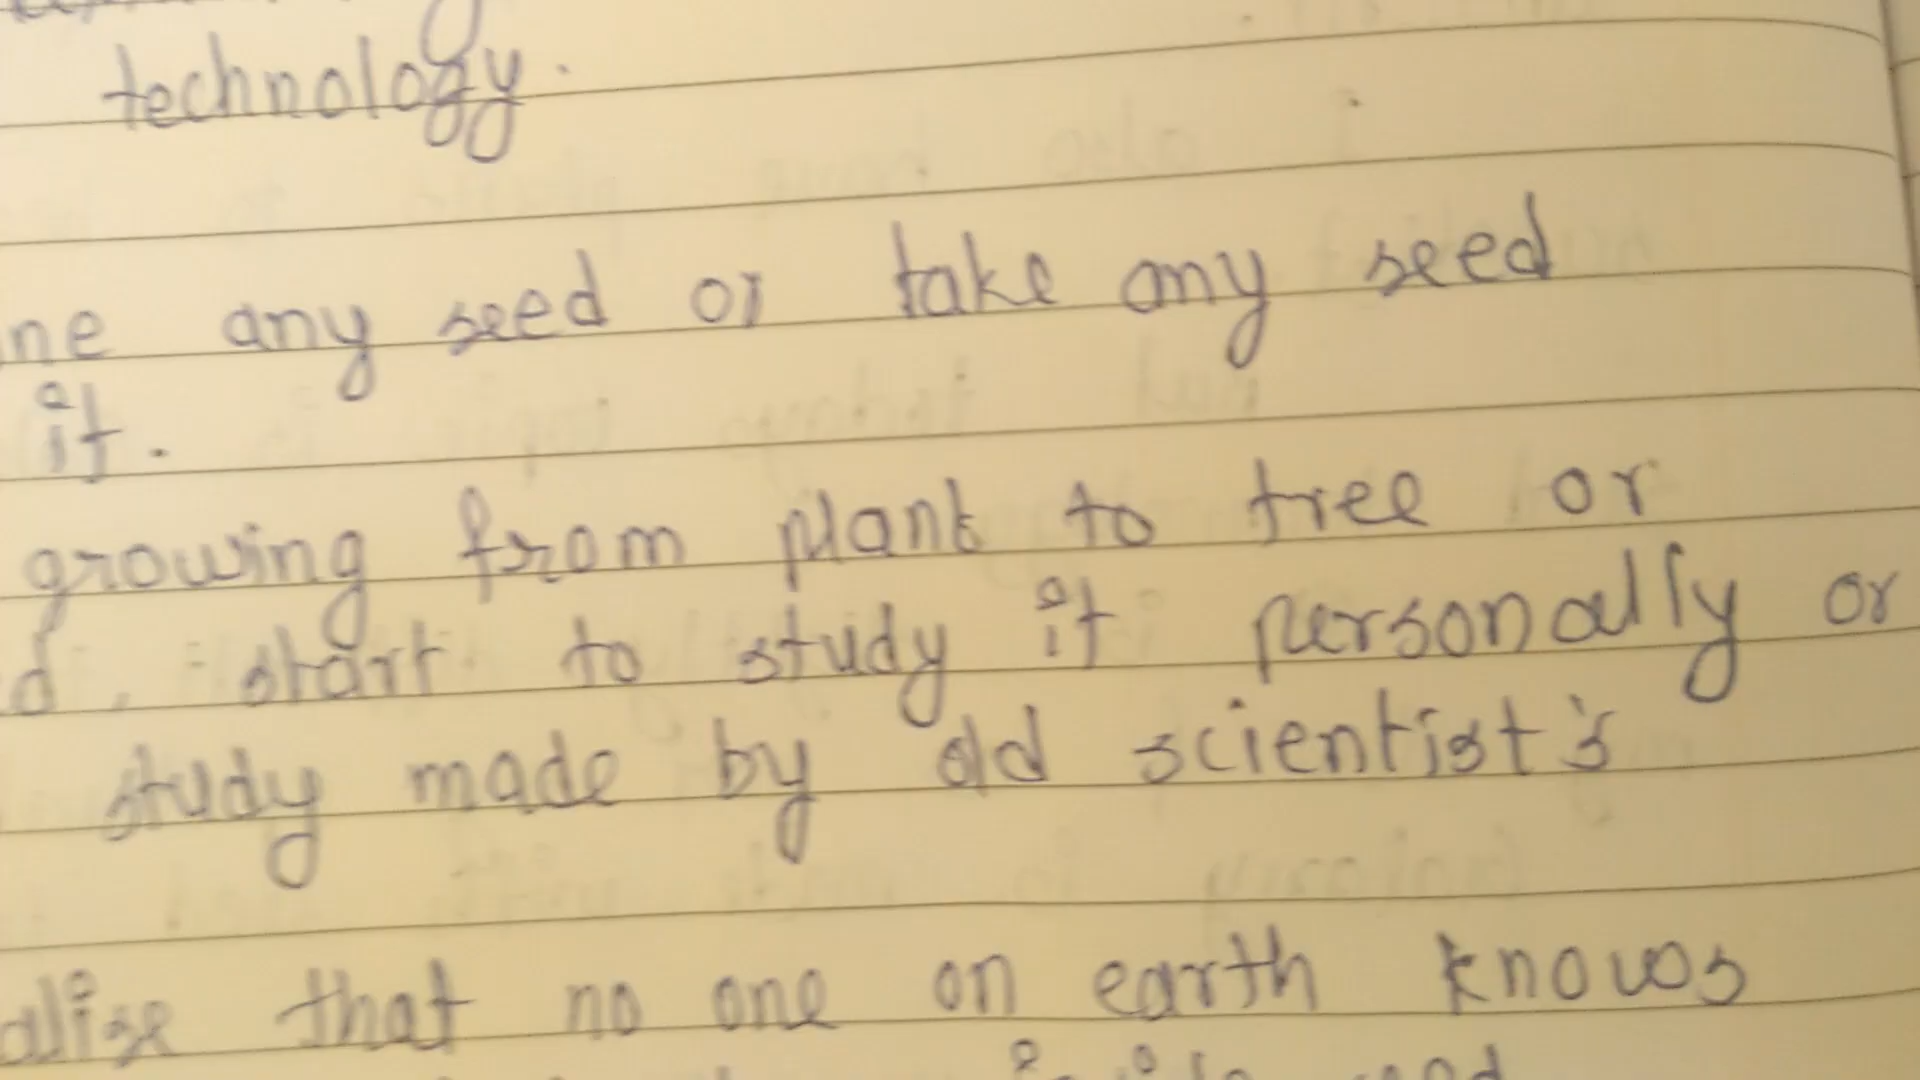 technology.
ne any seed or take any seed
it.
growing from plant to tree or
d, start to study it personally or
study made by old scientist's
alize that no one on earth knows